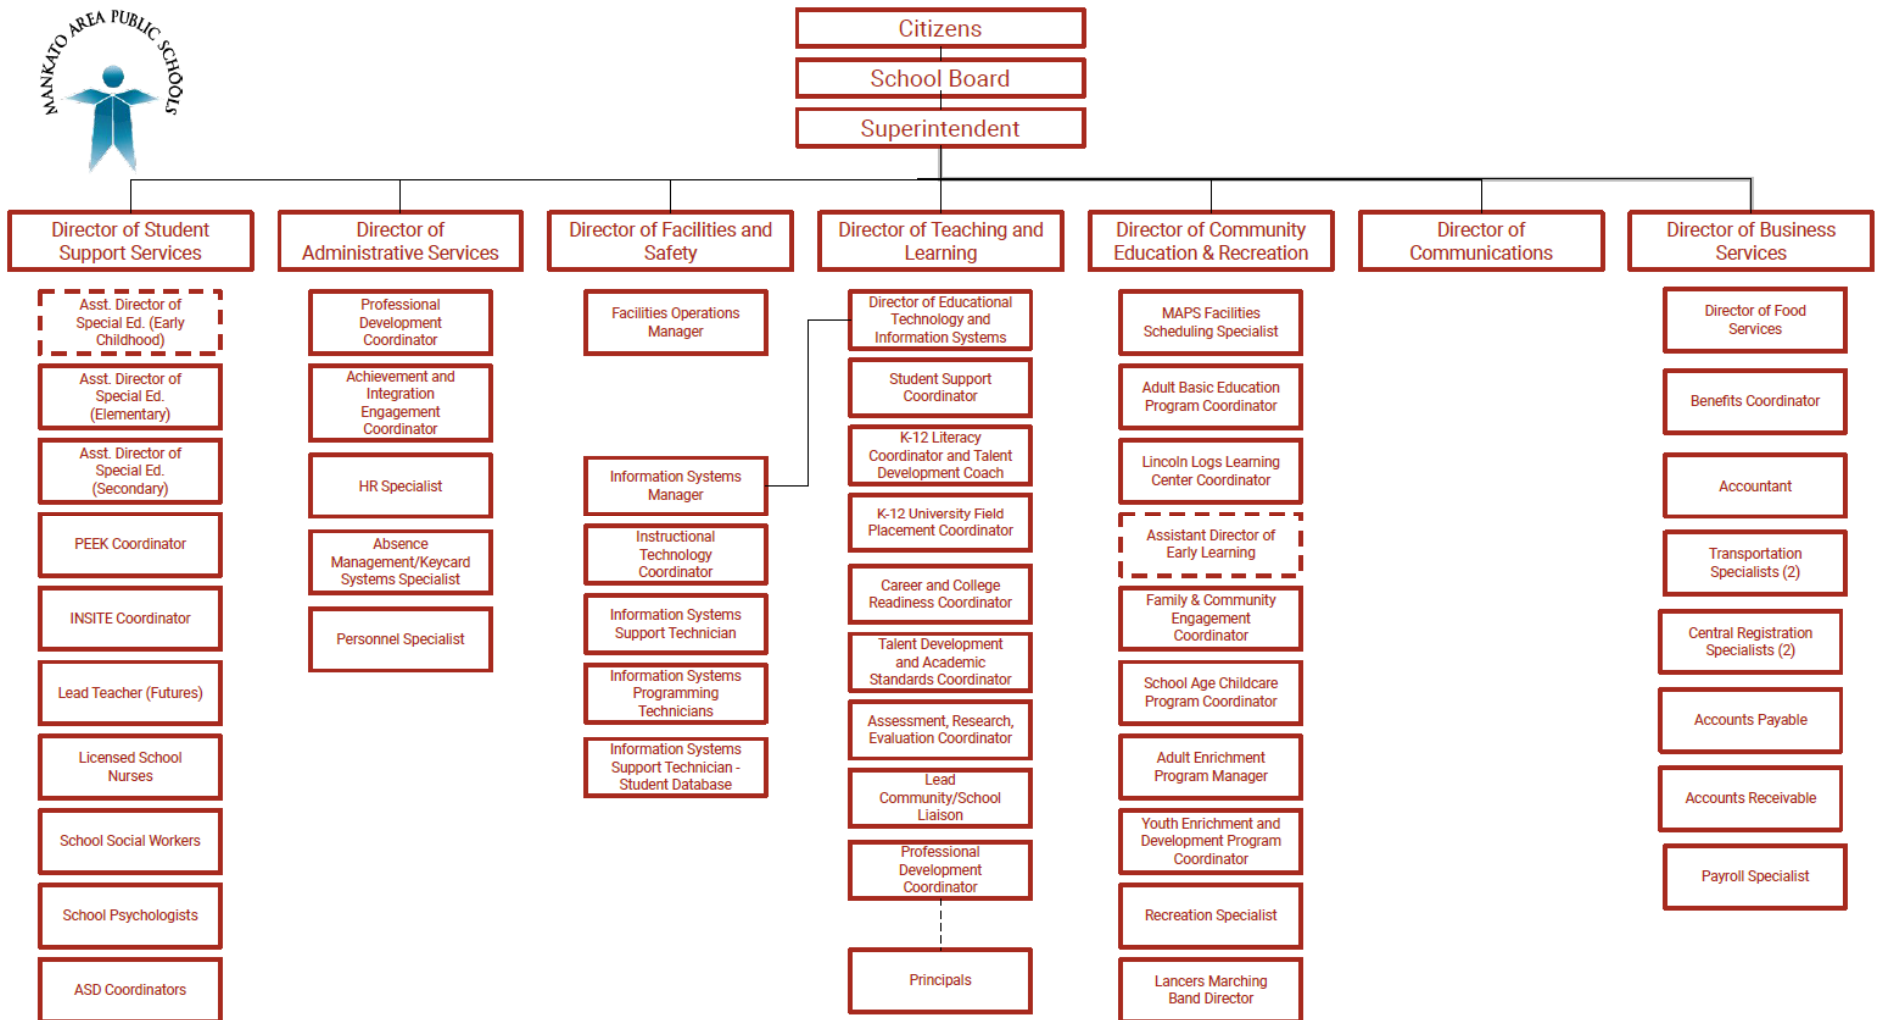 MANKATO AREA PUBLIC SCHOOLS
Citizens
School Board
Superintendent
Director of Student
Support Services
Asst. Director of
Special Ed. (Early
Childhood)
Asst. Director of
Special Ed.
(Elementary)
Asst. Director of
Special Ed.
(Secondary)
PEEK Coordinator
INSITE Coordinator
Lead Teacher (Futures)
Licensed School
Nurses
School Social Workers
School Psychologists
ASD Coordinators
Director of
Administrative Services
Professional
Development
Coordinator
Achievement and
Integration
Engagement
Coordinator
HR Specialist
Absence
Management/Keycard
Systems Specialist
Personnel Specialist
Director of Facilities and
Safety
Facilities Operations
Manager
Information Systems
Manager
Instructional
Technology
Coordinator
Information Systems
Support Technician
Information Systems
Programming
Technicians
Information Systems
Support Technician -
Student Database
Director of Teaching and
Learning
Director of Educational
Technology and
Information Systems
Student Support
Coordinator
K-12 Literacy
Coordinator and Talent
Development Coach
K-12 University Field
Placement Coordinator
Career and College
Readiness Coordinator
Talent Development
and Academic
Standards Coordinator
Assessment, Research,
Evaluation Coordinator
Lead
Community/School
Liaison
Professional
Development
Coordinator
Principals
Director of Community
Education & Recreation
MAPS Facilities
Scheduling Specialist
Adult Basic Education
Program Coordinator
Lincoln Logs Learning
Center Coordinator
Assistant Director of
Early Learning
Family & Community
Engagement
Coordinator
School Age Childcare
Program Coordinator
Adult Enrichment
Program Manager
Youth Enrichment and
Development Program
Coordinator
Recreation Specialist
Lancers Marching
Band Director
Director of
Communications
Director of Business
Services
Director of Food
Services
Benefits Coordinator
Accountant
Transportation
Specialists (2)
Central Registration
Specialists (2)
Accounts Payable
Accounts Receivable
Payroll Specialist